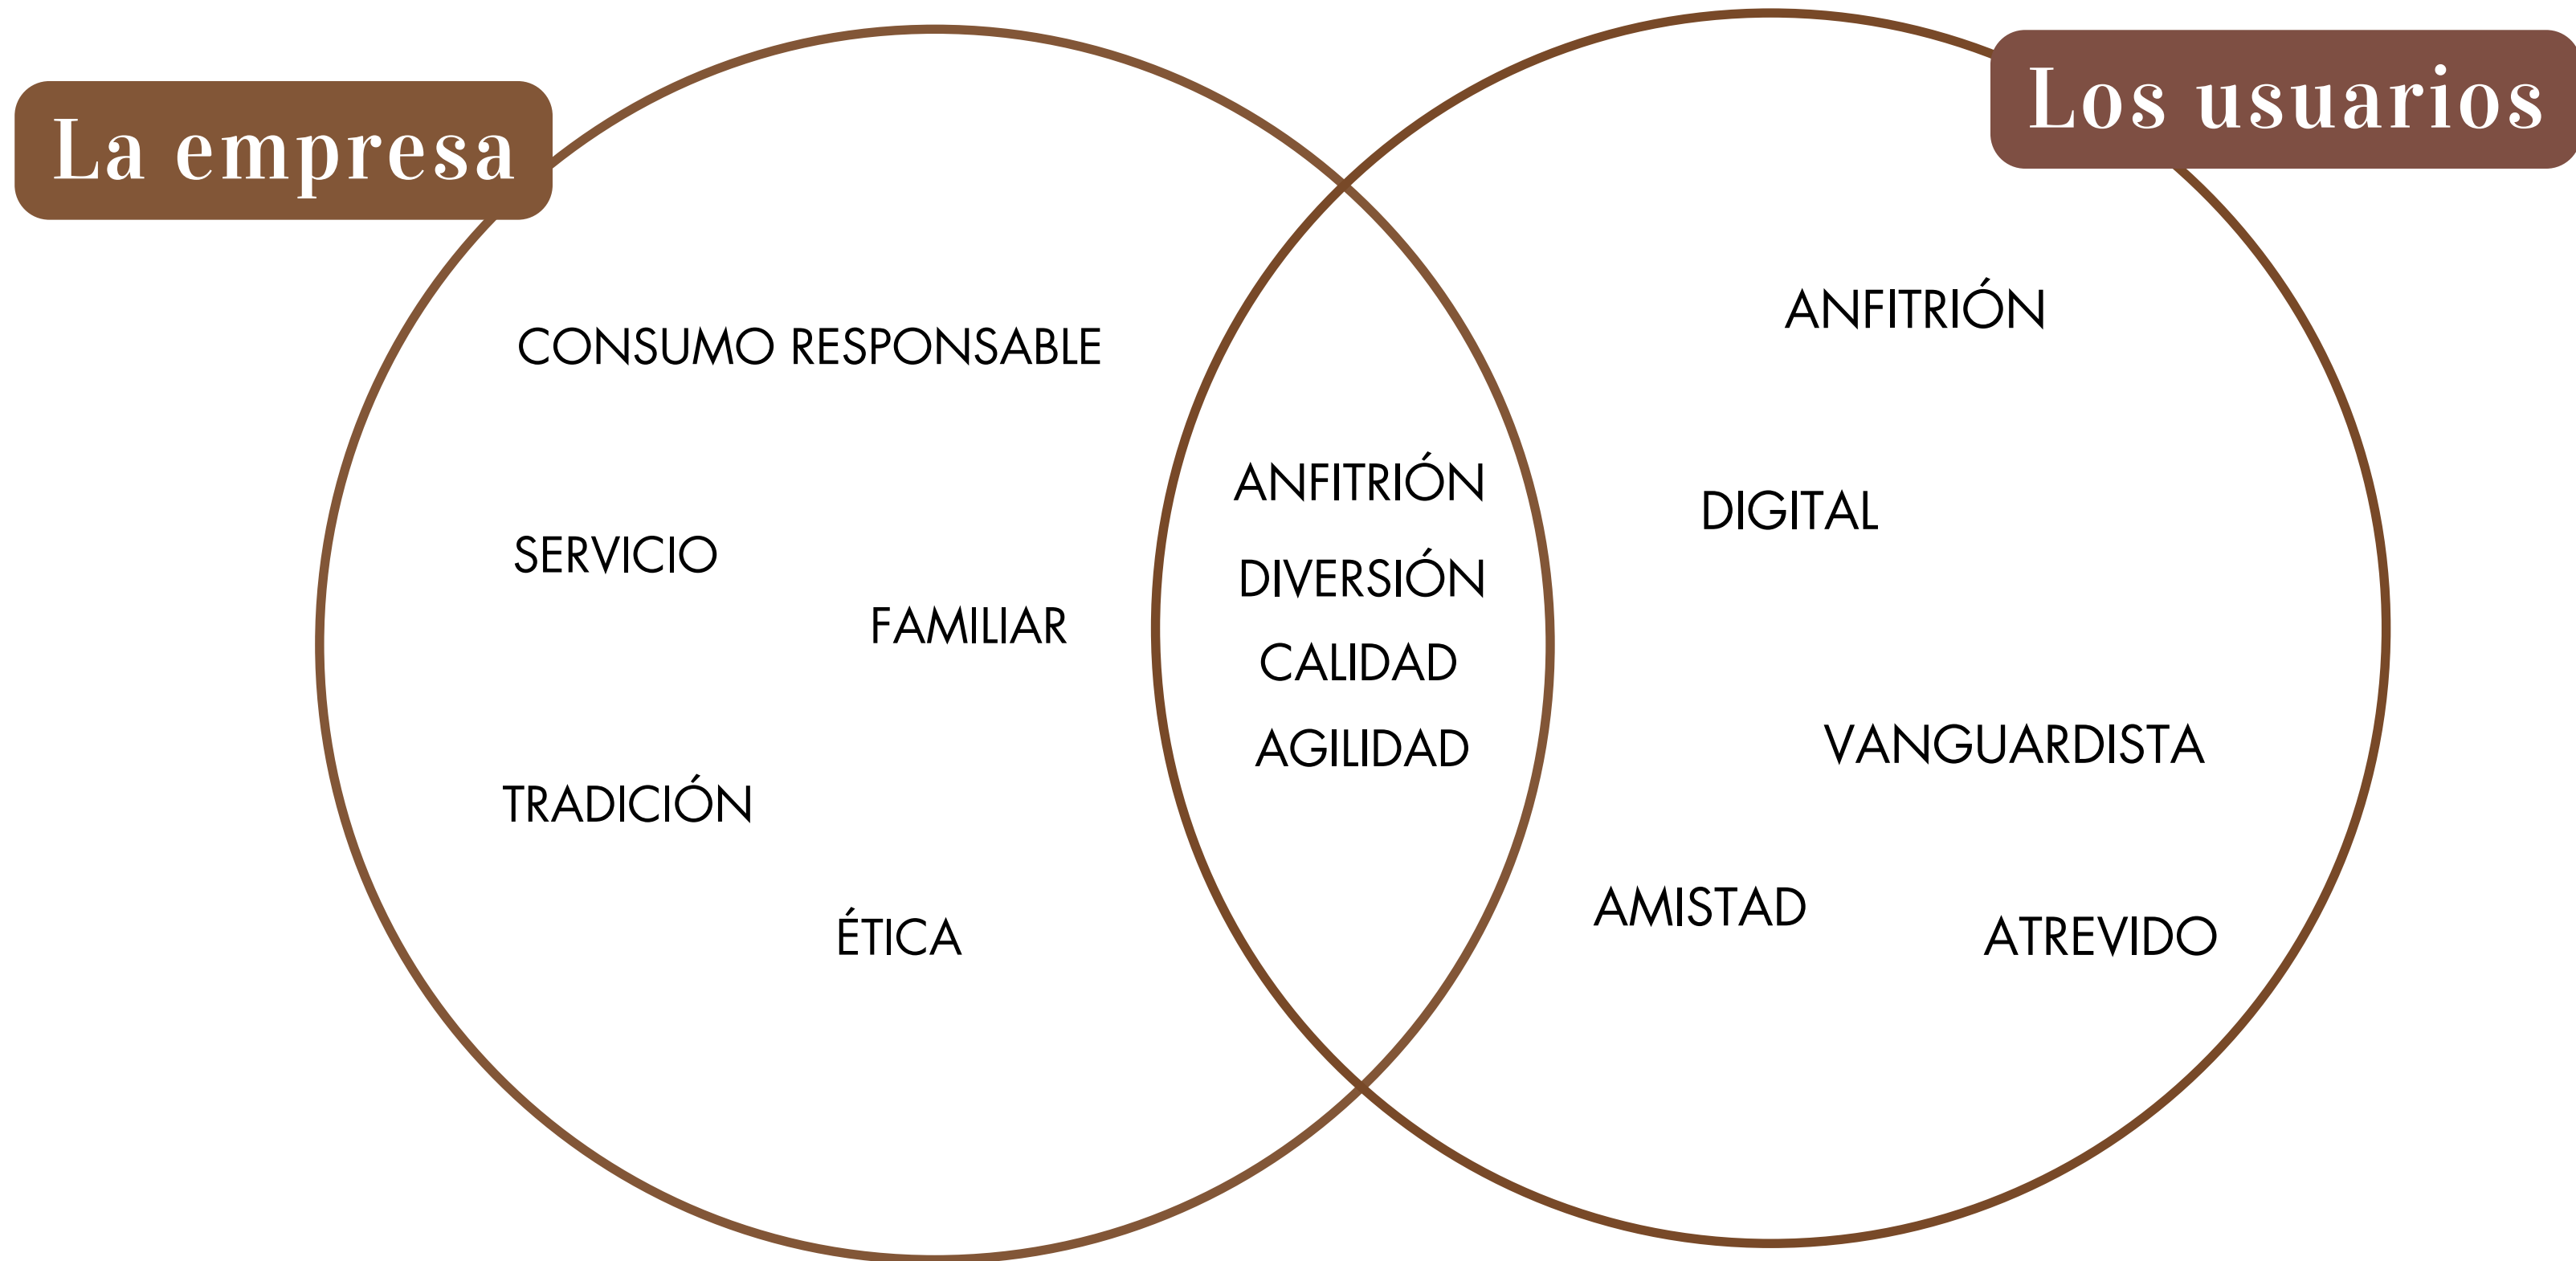 La empresa
CONSUMO RESPONSABLE
SERVICIO
FAMILIAR
TRADICIÓN
ÉTICA
ANFITRIÓN
DIVERSIÓN
CALIDAD
AGILIDAD
Los usuarios
ANFITRIÓN
DIGITAL
VANGUARDISTA
AMISTAD
ATREVIDO